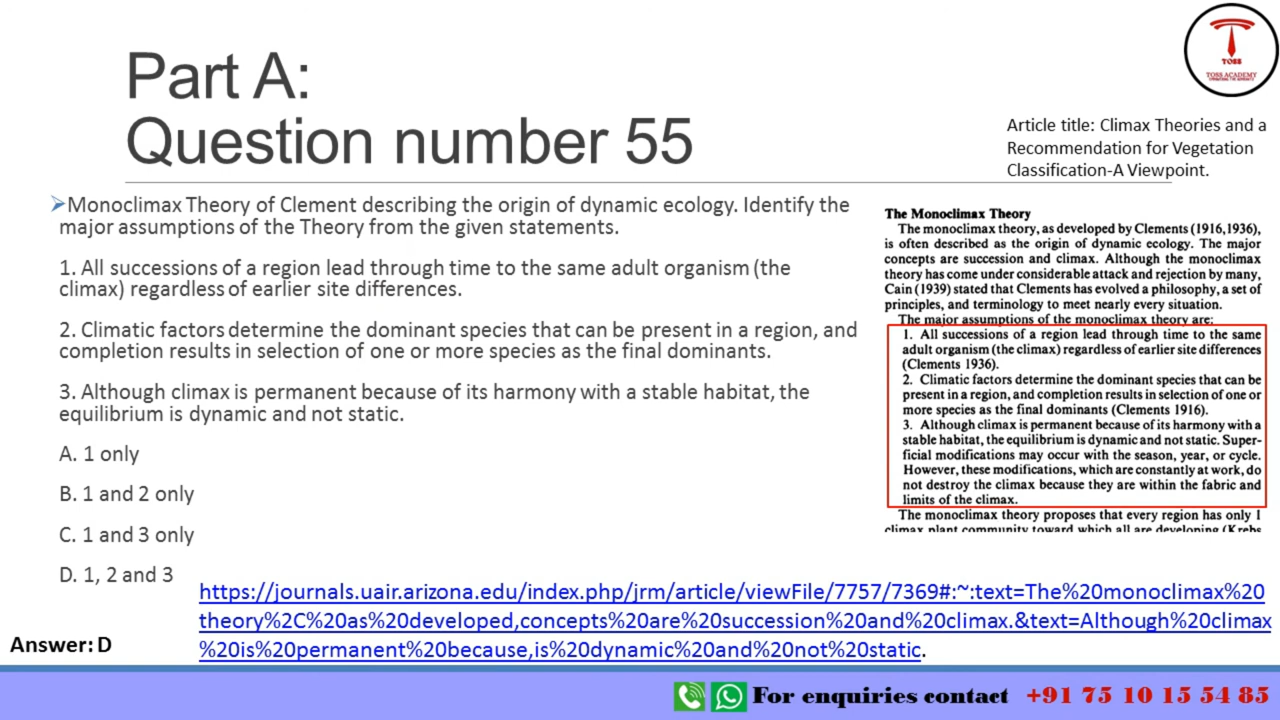 Part A:
Question number 55
TOSS
TOSS ACADEMY
Article title: Climax Theories and a
Recommendation for Vegetation
Classification-A Viewpoint.
Monoclimax Theory of Clement describing the origin of dynamic ecology. Identify the
major assumptions of the Theory from the given statements.
1. All successions of a region lead through time to the same adult organism (the
climax) regardless of earlier site differences.
2. Climatic factors determine the dominant species that can be present in a region, and
completion results in selection of one or more species as the final dominants.
3. Although climax is permanent because of its harmony with a stable habitat, the
equilibrium is dynamic and not static.
A. 1 only
B. 1 and 2 only
C. 1 and 3 only
D. 1, 2 and 3
The Monoclimax Theory
The monoclimax theory, as developed by Clements (1916,1936),
is often described as the origin of dynamic ecology. The major
concepts are succession and climax. Although the monoclimax
theory has come under considerable attack and rejection by many,
Cain (1939) stated that Clements has evolved a philosophy, a set of
principles, and terminology to meet nearly every situation.
The major assumptions of the monoclimax theory are:
1. All successions of a region lead through time to the same
adult organism (the climax) regardless of earlier site differences
(Clements 1936).
2. Climatic factors determine the dominant species that can be
present in a region, and completion results in selection of one or
more species as the final dominants (Clements 1916).
3. Although climax is permanent because of its harmony with a
stable habitat, the equilibrium is dynamic and not static. Super-
ficial modifications may occur with the season, year, or cycle.
However, these modifications, which are constantly at work, do
not destroy the climax because they are within the fabric and
limits of the climax.
The monoclimax theory proposes that every region has only 1
climax plant community toward which all are developing (Krebs
https://journals.uair.arizona.edu/index.php/jrm/article/viewFile/7757/7369#:~:text=The%20monoclimax%20
theory%2C%20as%20developed,concepts%20are%20succession%20and%20climax.&text=Although%20climax
%20is%20permanent%20because,is%20dynamic%20and%20not%20static.
Answer: D
For enquiries contact +91 75 10 15 54 85